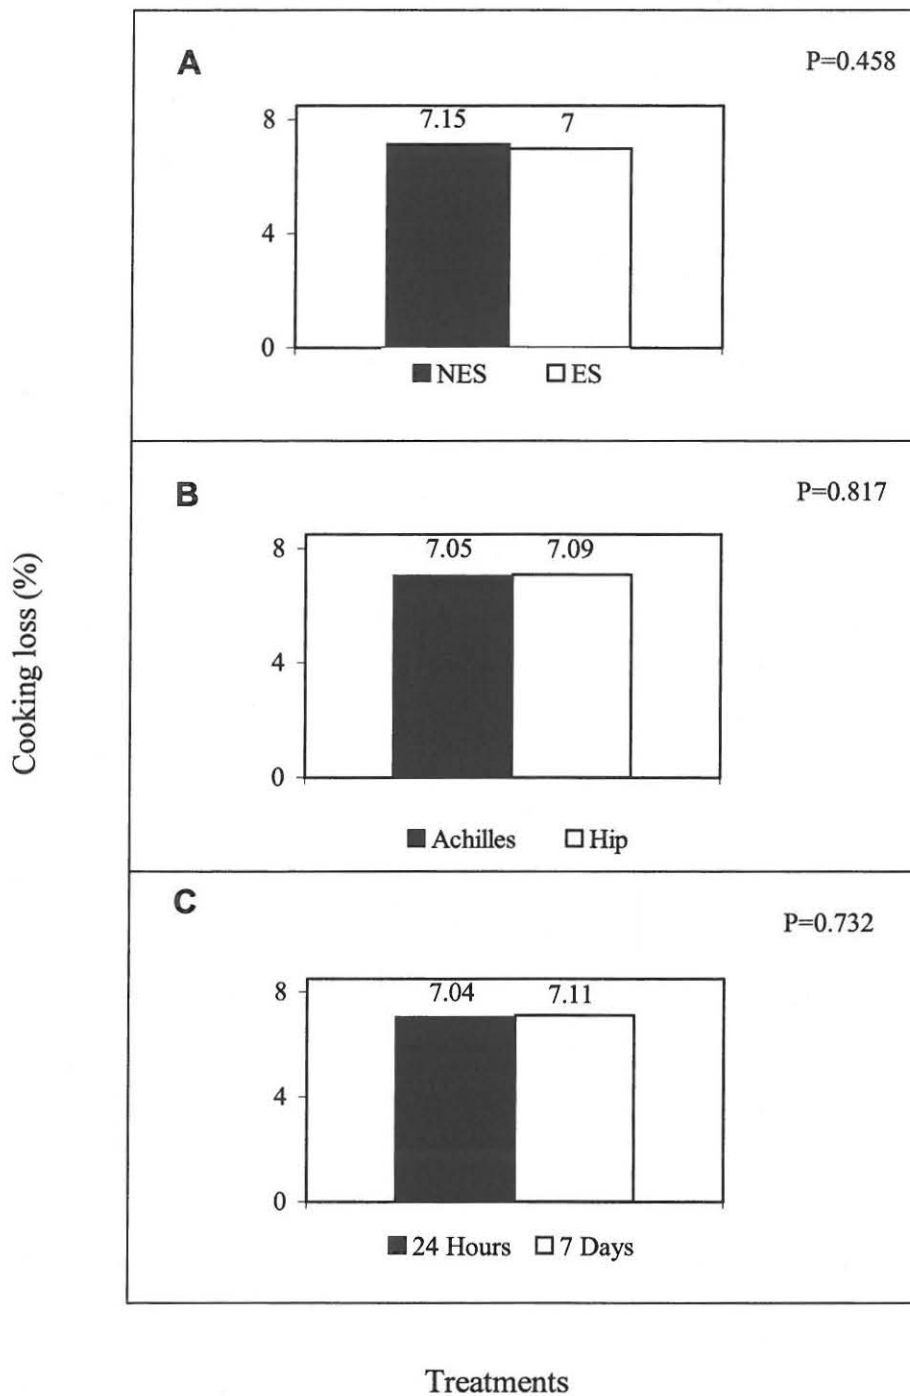 A
P=0.458
8
7.15
7
4
0
NES
ES
B
P=0.817
8
7.05
7.09
4
0
Achilles
Hip
C
P=0.732
8
7.04
7.11
4
0
24 Hours
7 Days
Cooking loss (%)
Treatments